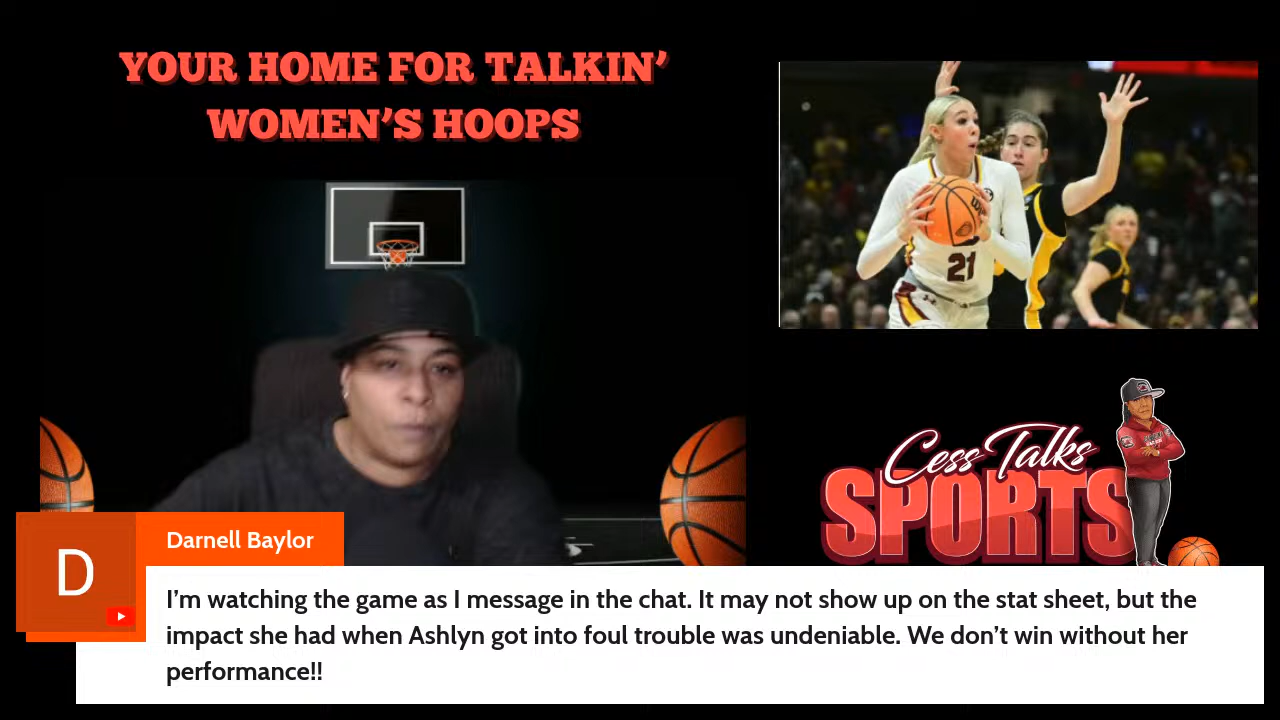 YOUR HOME FOR TALKIN’
WOMEN’S HOOPS
21
Cess Talks
SPORTS
D
Darnell Baylor
I’m watching the game as I message in the chat. It may not show up on the stat sheet, but the
impact she had when Ashlyn got into foul trouble was undeniable. We don’t win without her
performance!!